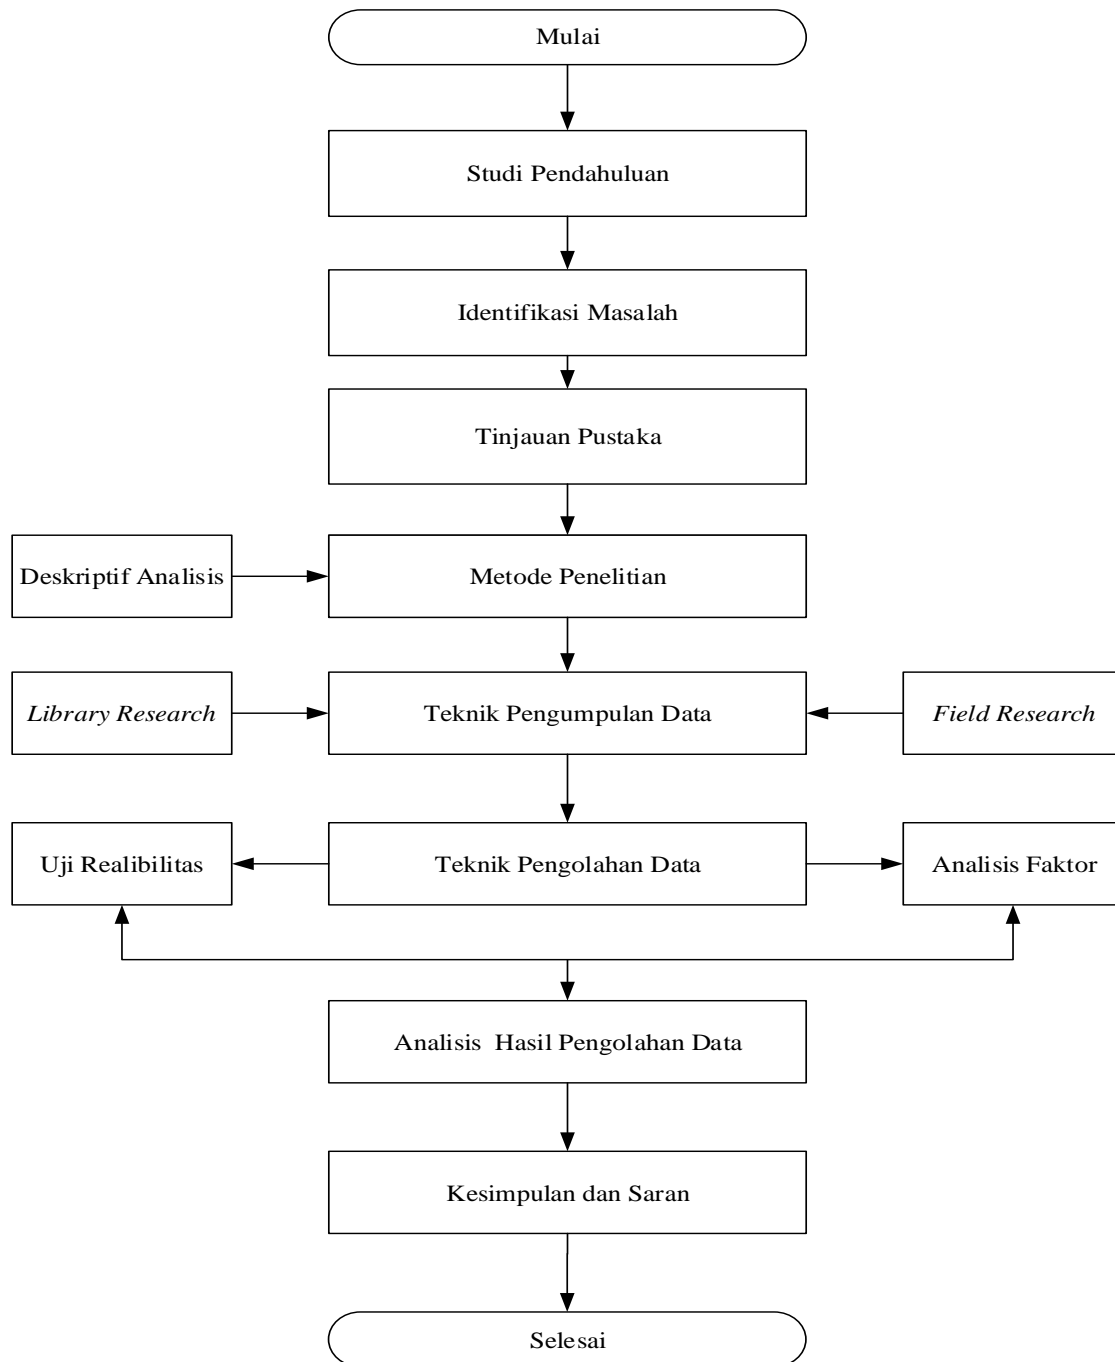 Mulai
Studi Pendahuluan
Identifikasi Masalah
Tinjauan Pustaka
Deskriptif Analisis
Metode Penelitian
Library Research
Teknik Pengumpulan Data
Field Research
Uji Realibilitas
Teknik Pengolahan Data
Analisis Faktor
Analisis  Hasil Pengolahan Data
Kesimpulan dan Saran
Selesai